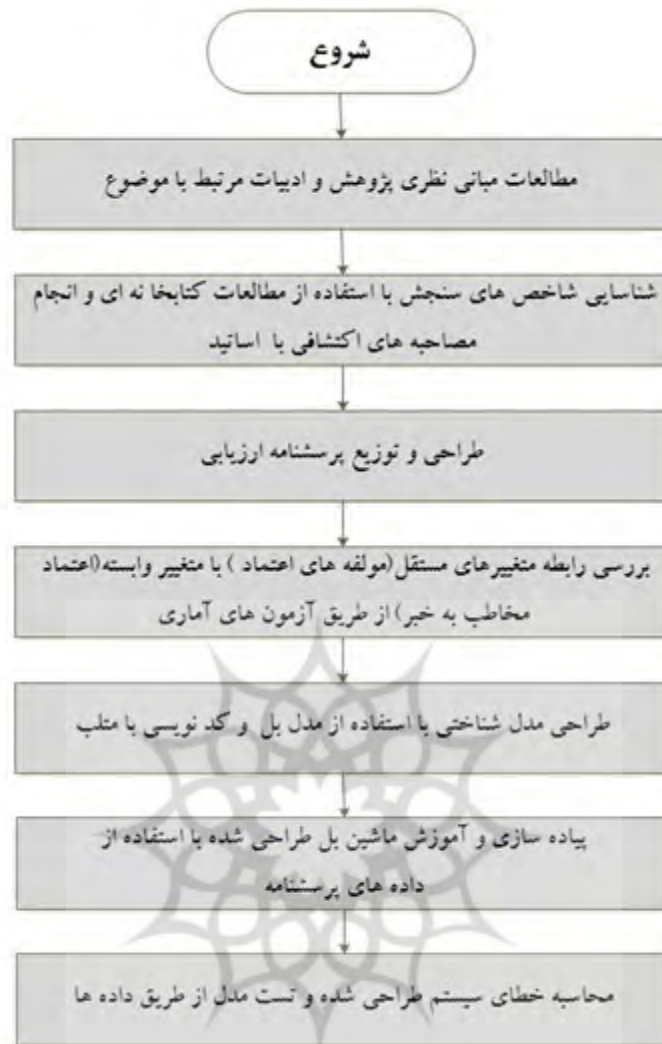 شروع
مطالعات مبانی نظری پژوهش و ادبیات مرتبط با موضوع
شناسایی شاخص های سنجش با استفاده از مطالعات کتابخا نه ای و انجام
مصاحبه های اکتشافی با اساتید
طراحی و توزیع پرسشنامه ارزیابی
بررسی رابطه متغییرهای مستقل(مولفه های اعتماد ) با متغییر وابسته(اعتماد
مخاطب به خبر) از طریق آزمون های آماری
طراحی مدل شناختی با استفاده از مدل بل و کد نویسی با متلب
پیاده سازی و آموزش ماشین بل طراحی شده با استفاده از
داده های پرسشنامه
محاسبه خطای سیستم طراحی شده و تست مدل از طریق داده ها